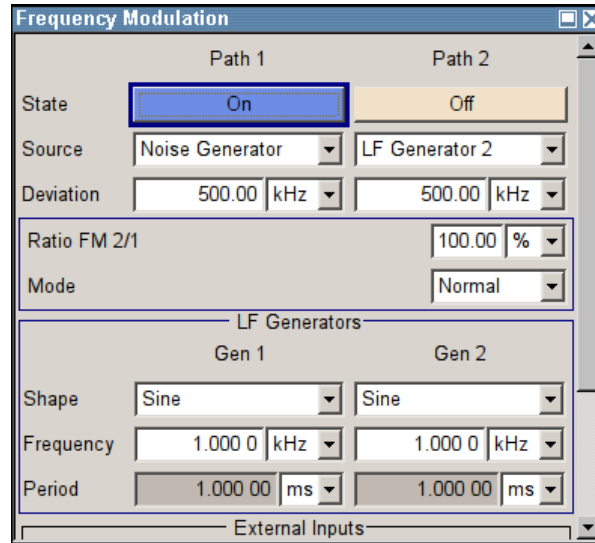 Frequency Modulation
Path 1 Path 2
State On Off
Source Noise Generator LF Generator 2
Deviation 500.00 kHz 500.00 kHz
Ratio FM 2/1 100.00 %
Mode Normal
LF Generators
Gen 1 Gen 2
Shape Sine Sine
Frequency 1.000 0 kHz 1.000 0 kHz
Period 1.000 00 ms 1.000 00 ms
External Inputs